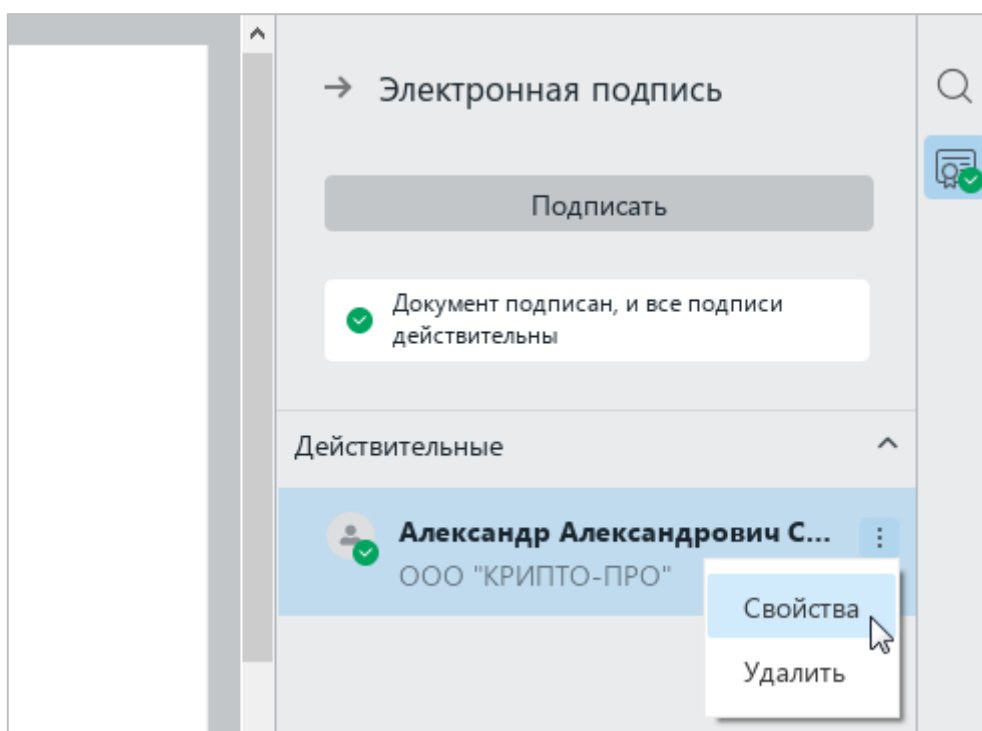 Электронная подпись
Подписать
Документ подписан, и все подписи
действительны
Действительные
Александр Александрович С...
ООО "КРИПТО-ПРО"
Свойства
Удалить